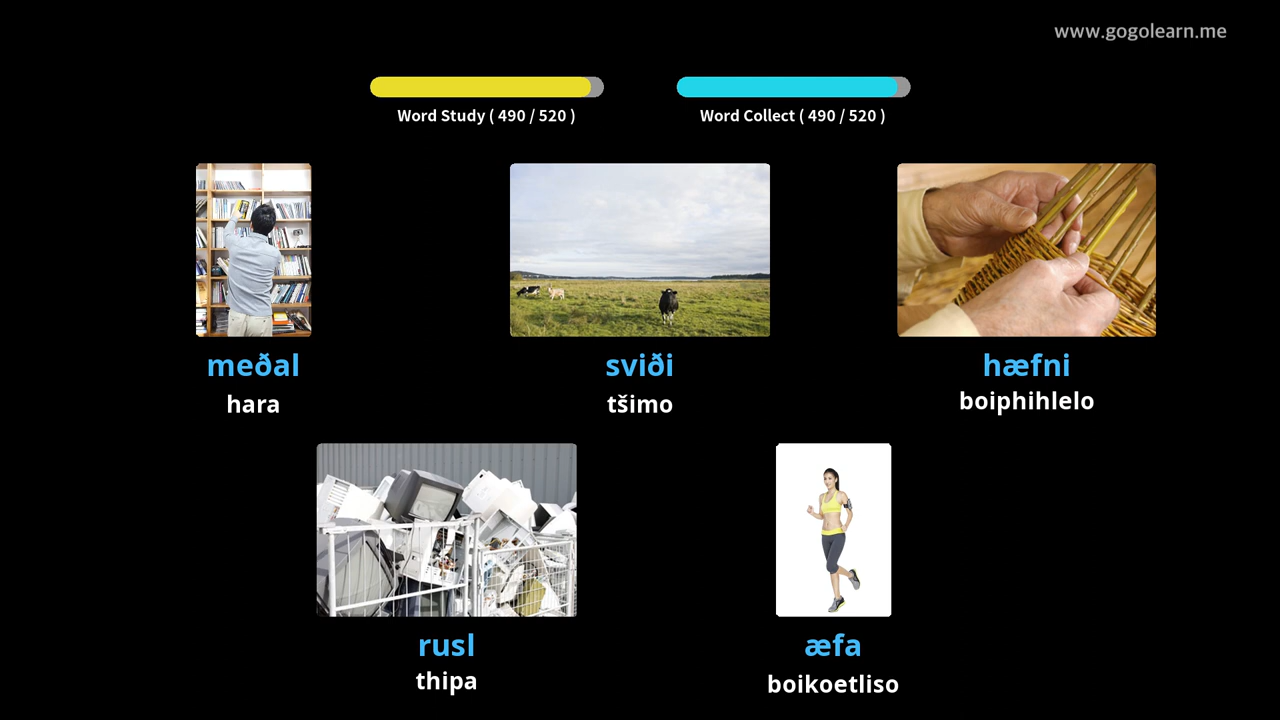 www.gogolearn.me
Word Study ( 490 / 520 )
Word Collect ( 490 / 520 )
meðal
hara
sviði
tšimo
hæfni
boiphihlelo
rusl
thipa
æfa
boikoetliso